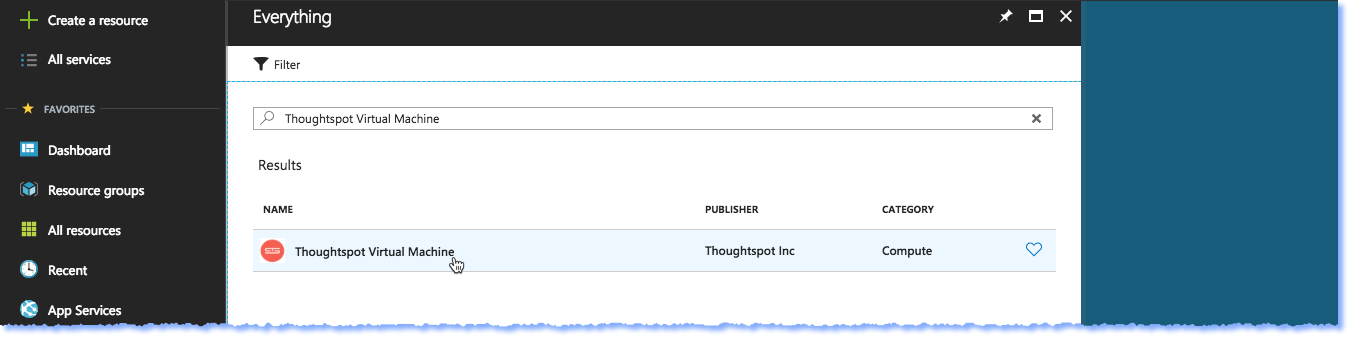 Create a resource
All services
FAVORITES
Dashboard
Resource groups
All resources
Recent
App Services
Everything
Filter
Thoughtspot Virtual Machine
Results
NAME PUBLISHER CATEGORY
Thoughtspot Virtual Machine Thoughtspot Inc Compute